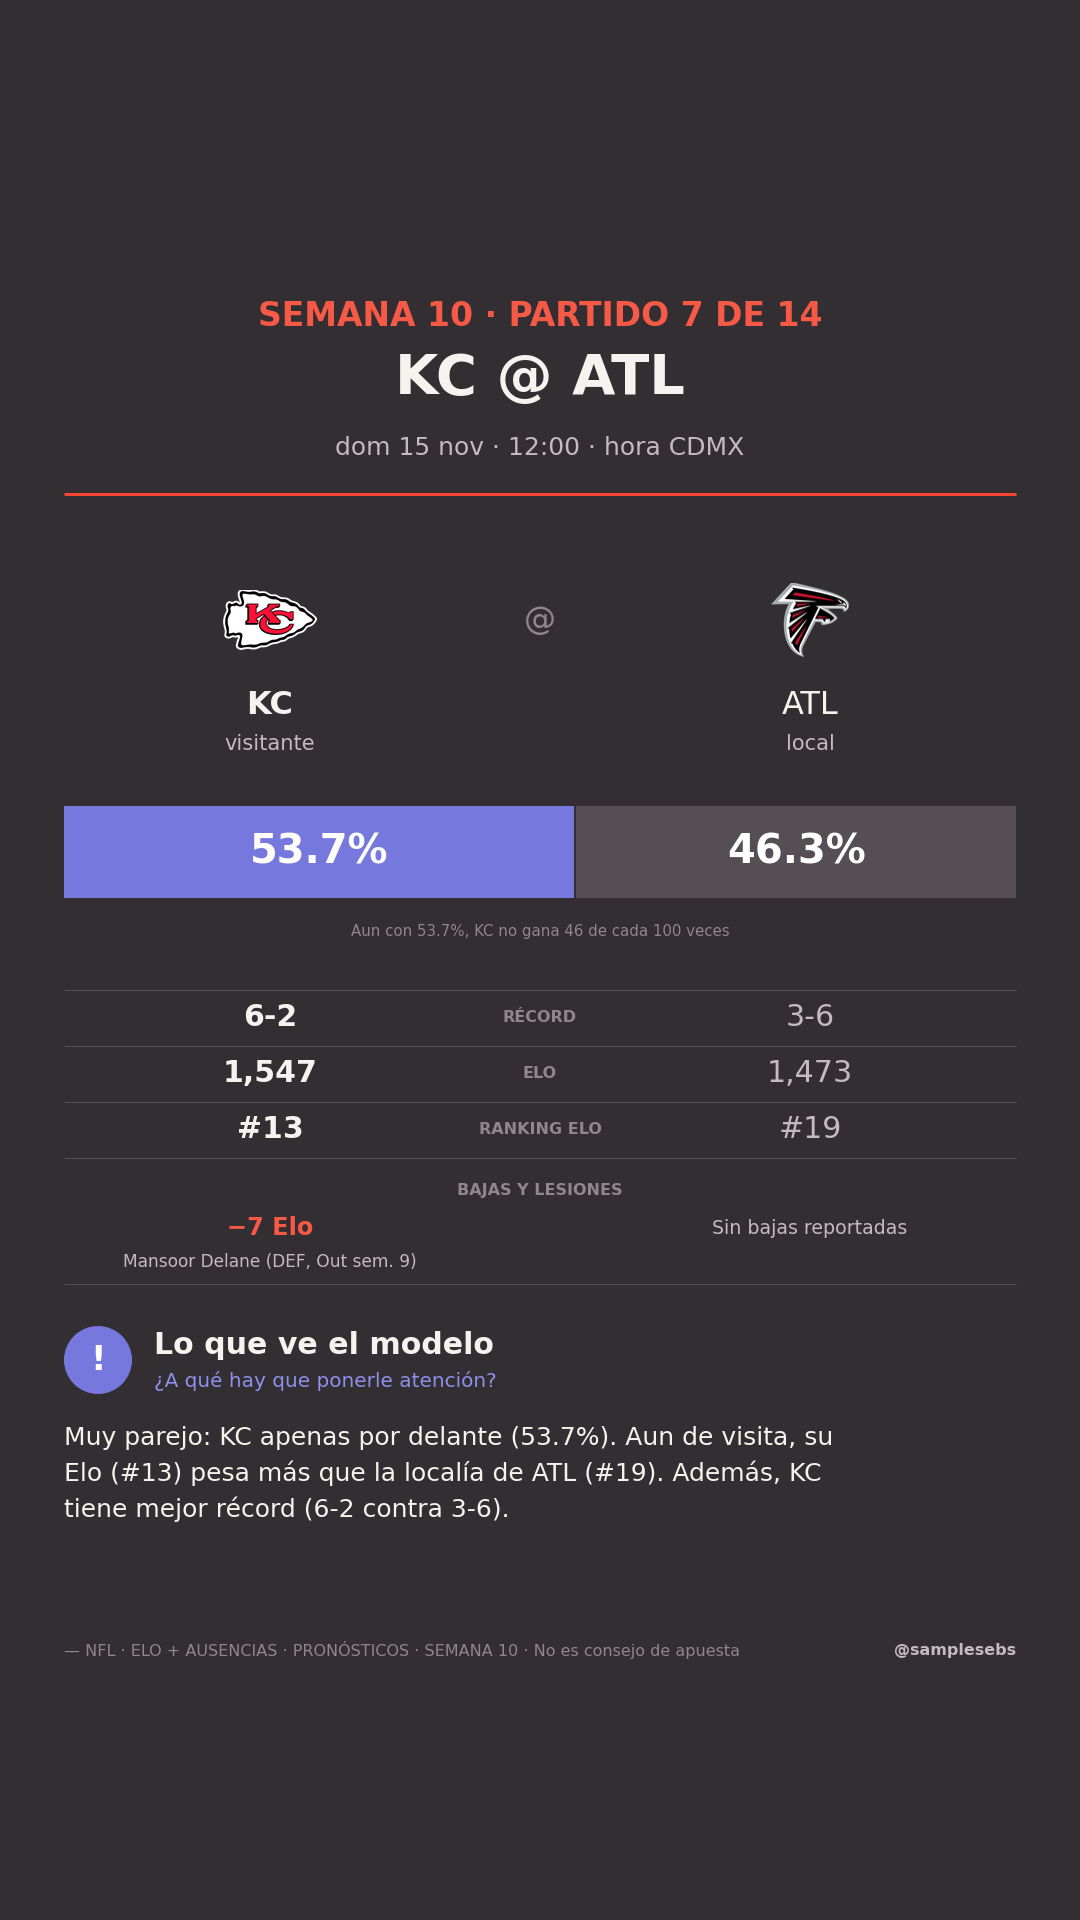 SEMANA 10 · PARTIDO 7 DE 14
KC @ ATL
dom 15 nov · 12:00 · hora CDMX
KC
@
KC
ATL
visitante
local
53.7%
46.3%
Aun con 53.7%, KC no gana 46 de cada 100 veces
6-2 RÉCORD 3-6
1,547 ELO 1,473
#13 RANKING ELO #19
BAJAS Y LESIONES
−7 Elo
Sin bajas reportadas
Mansoor Delane (DEF, Out sem. 9)
!
Lo que ve el modelo
¿A qué hay que ponerle atención?
Muy parejo: KC apenas por delante (53.7%). Aun de visita, su
Elo (#13) pesa más que la localía de ATL (#19). Además, KC
tiene mejor récord (6-2 contra 3-6).
— NFL · ELO + AUSENCIAS · PRONÓSTICOS · SEMANA 10 · No es consejo de apuesta
@samplesebs